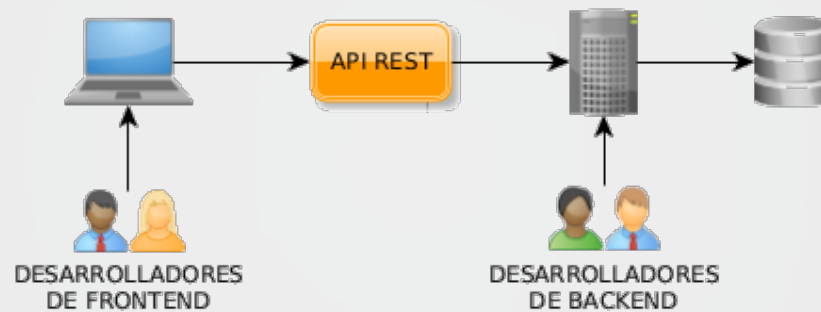 API REST
DESARROLLADORES
DE FRONTEND
DESARROLLADORES
DE BACKEND